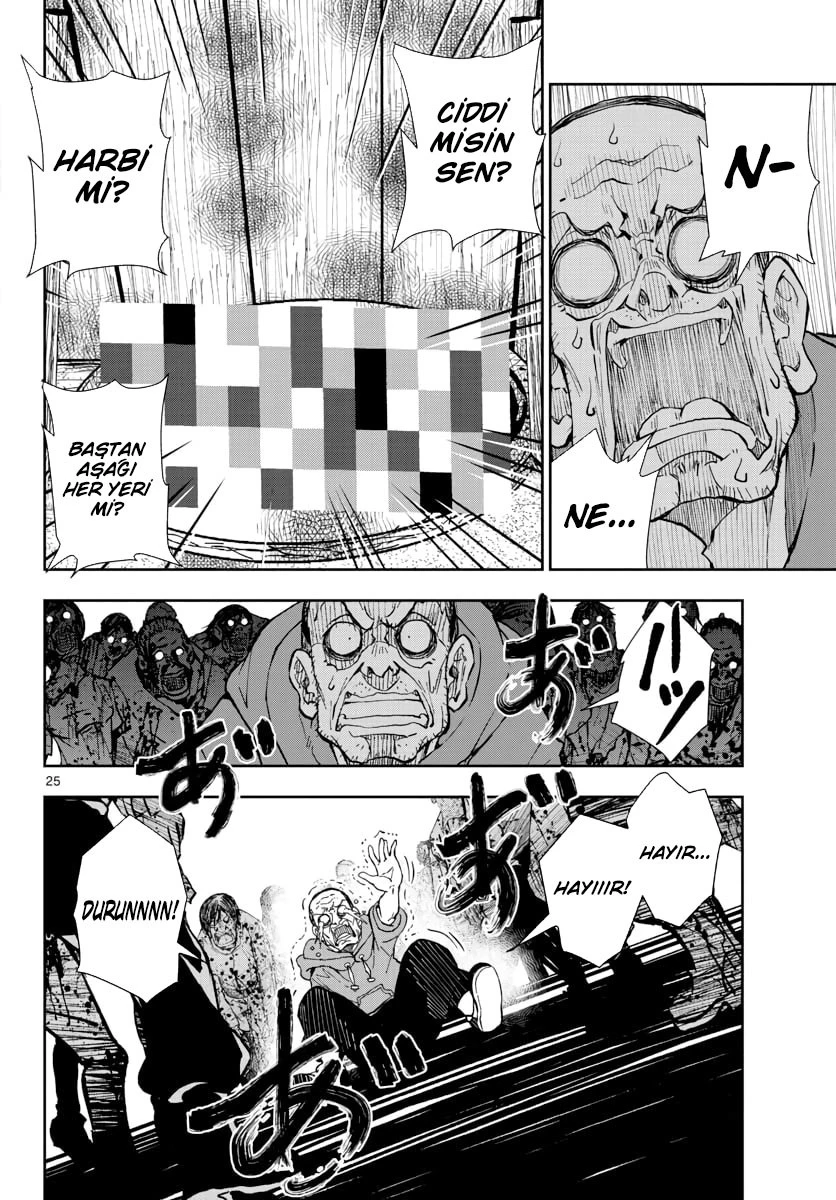 N-
NE...
CİDDİ
MİSİN
SEN?
HARBİ
Mİ?
BAŞTAN
AŞAĞI
HER YERİ
Mİ?
バッ
あ゛
あ゛
25
HAYIR...
HAYIIIR!
あ゛
DURUNNNN!
あ゛